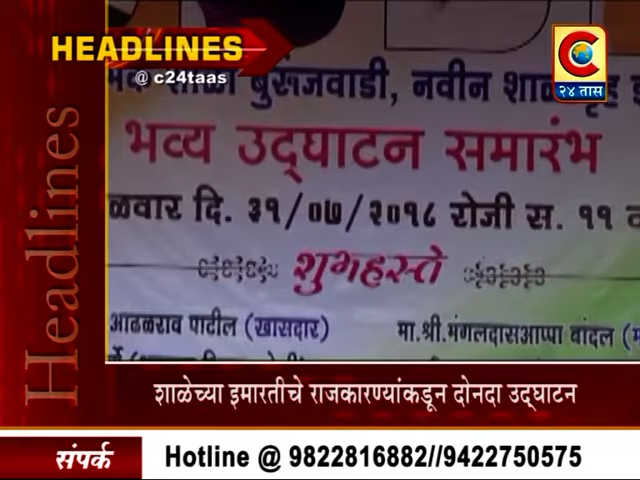 HEADLINES
@ c24taas
C
२४ तास
Headlines
शाळा बुरुंजवाडी, नवीन
भव्य उद्घाटन समारंभ
दि. ३१/०७/२०१८ रोजी स. ११
शुभहस्ते
आढळराव पाटील (खासदार)
मा.श्री.मंगलदासआप्पा बांदल
शाळेच्या इमारतीचे राजकारण्यांकडून दोनदा उद्घाटन
संपर्क
Hotline @ 9822816882//9422750575